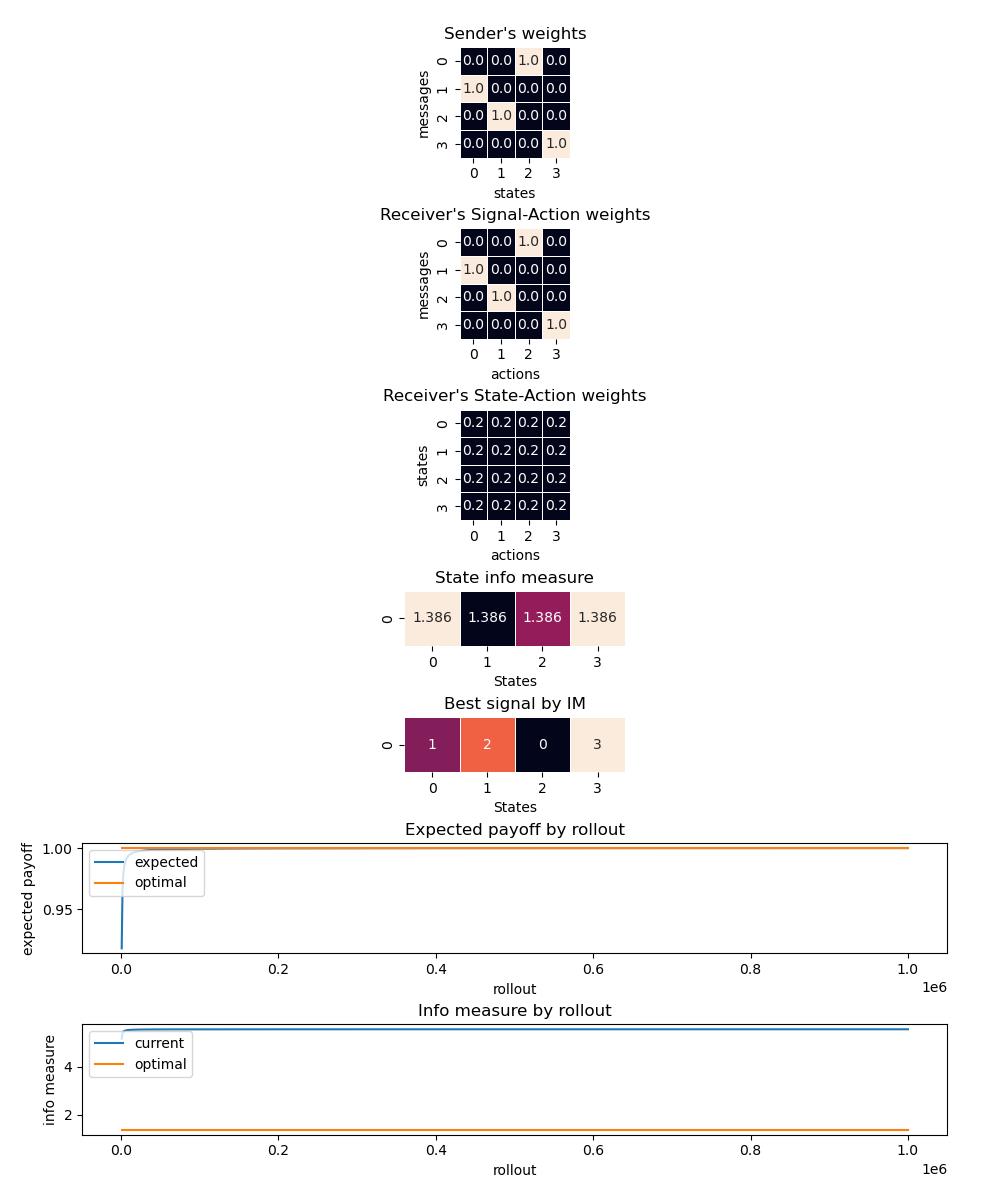 Sender's weights
messages
0 0.0 0.0 1.0 0.0
1 1.0 0.0 0.0 0.0
2 0.0 1.0 0.0 0.0
3 0.0 0.0 0.0 1.0
0 1 2 3
states
Receiver's Signal-Action weights
messages
0 0.0 0.0 1.0 0.0
1 1.0 0.0 0.0 0.0
2 0.0 1.0 0.0 0.0
3 0.0 0.0 0.0 1.0
0 1 2 3
actions
Receiver's State-Action weights
states
0 0.2 0.2 0.2 0.2
1 0.2 0.2 0.2 0.2
2 0.2 0.2 0.2 0.2
3 0.2 0.2 0.2 0.2
0 1 2 3
actions
State info measure
0 1.386 1.386 1.386 1.386
0 1 2 3
States
Best signal by IM
0 1 2 0 3
0 1 2 3
States
Expected payoff by rollout
expected payoff
1.00
0.95
expected
optimal
0.0 0.2 0.4 0.6 0.8 1.0
1e6
rollout
Info measure by rollout
info measure
4
2
current
optimal
0.0 0.2 0.4 0.6 0.8 1.0
1e6
rollout